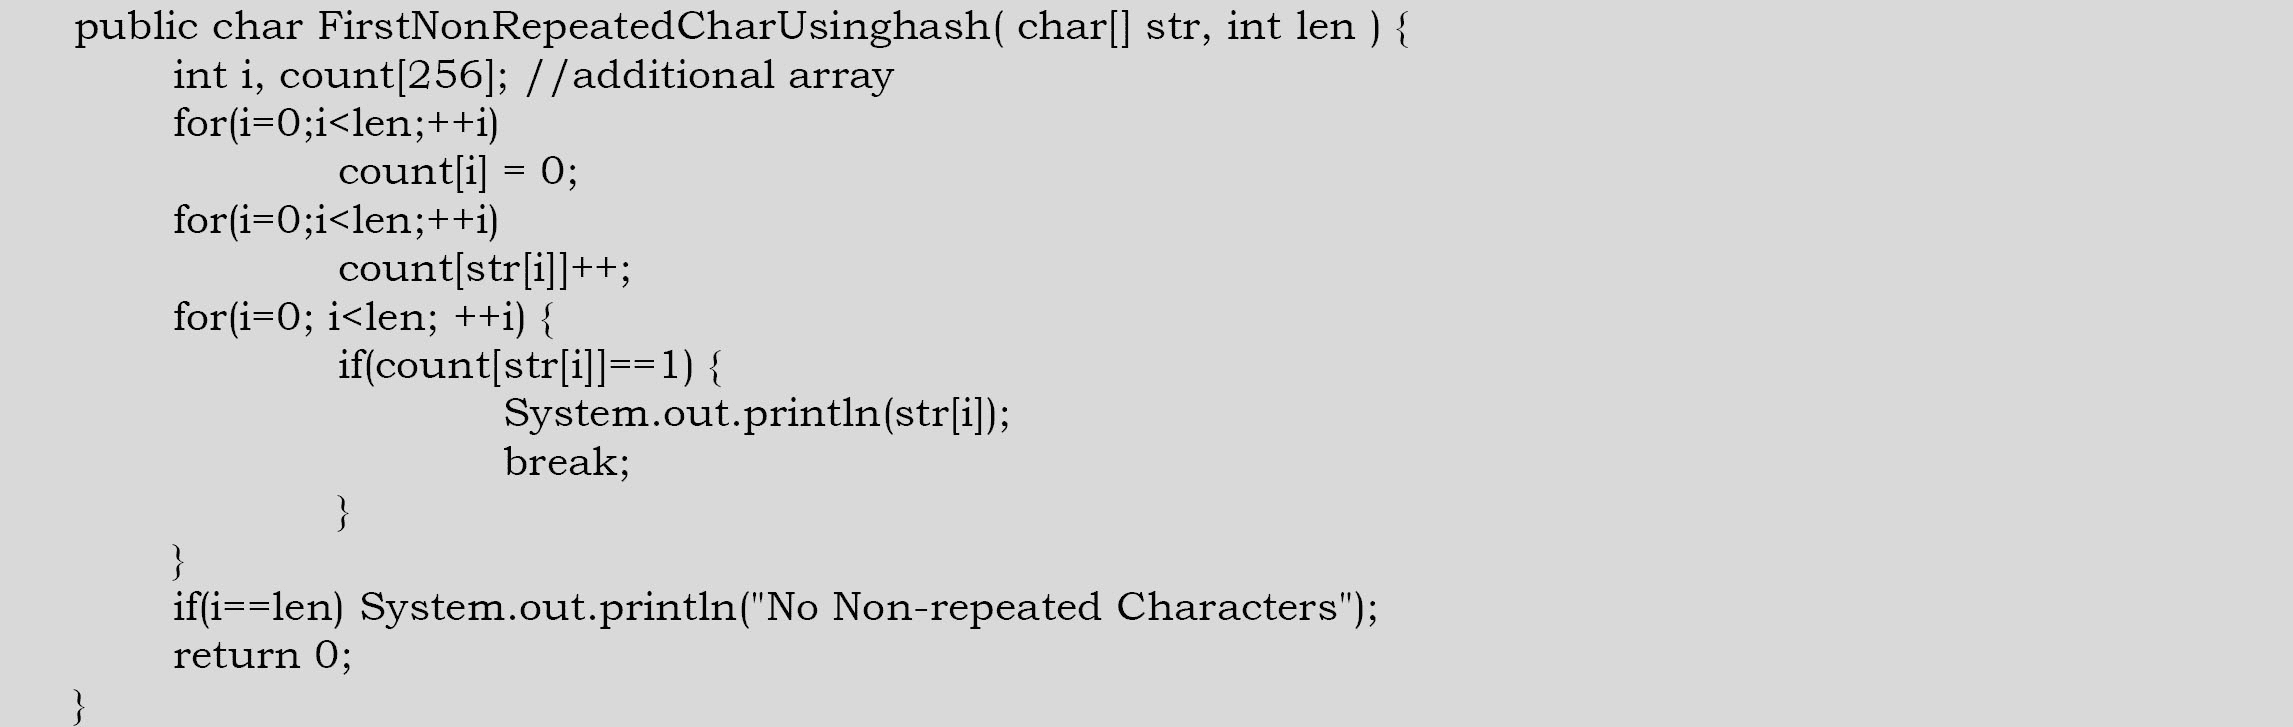 public char FirstNonRepeatedCharUsinghash( char[] str, int len ) {
int i, count[256]; //additional array
for(i=0;i<len;++i)
count[i] = 0;
for(i=0;i<len;++i)
count[str[i]]++;
for(i=0; i<len; ++i) {
if(count[str[i]]==1) {
System.out.println(str[i]);
break;
}
}
if(i==len) System.out.println("No Non-repeated Characters");
return 0;
}